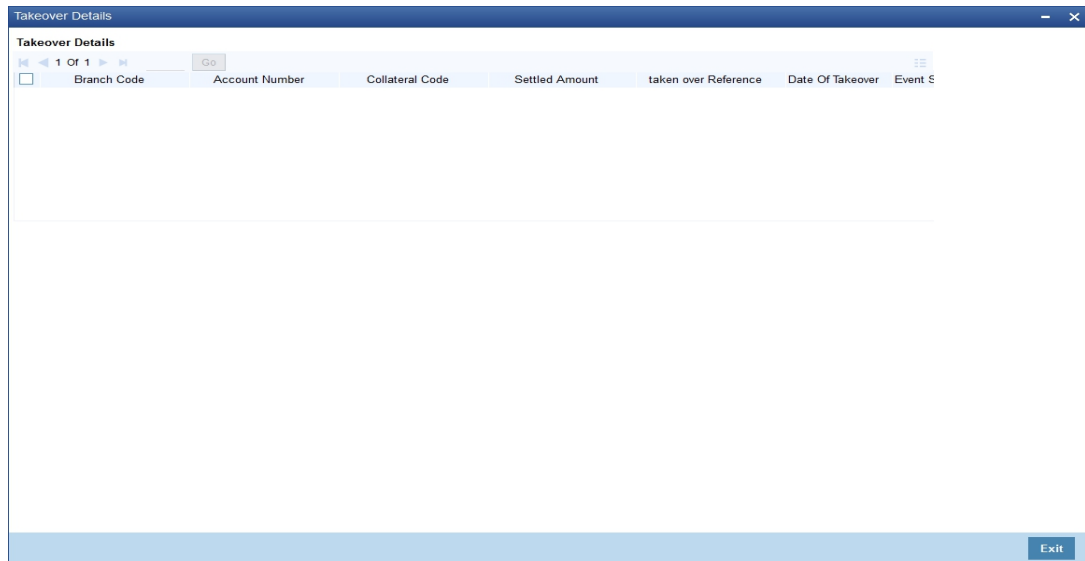 Takeover Details
Takeover Details
1 Of 1 Go
Branch Code Account Number Collateral Code Settled Amount taken over Reference Date Of Takeover Event S
Exit